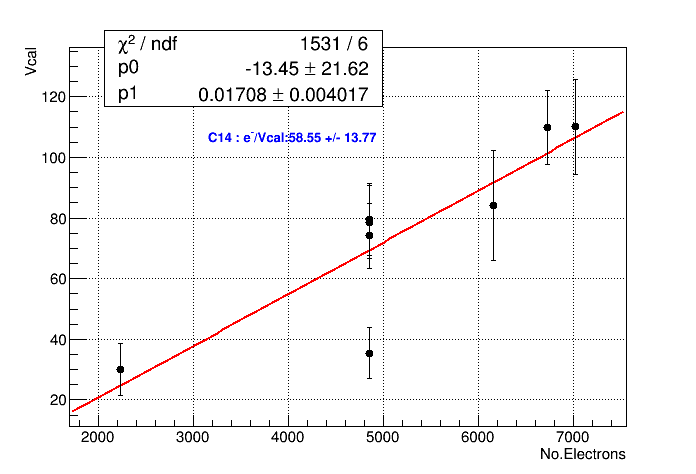 χ² / ndf 1531 / 6
p0 -13.45 ± 21.62
p1 0.01708 ± 0.004017
C14 : e⁻/Vcal:58.55 +/- 13.77
Vcal
120
100
80
60
40
20
2000 3000 4000 5000 6000 7000
No.Electrons